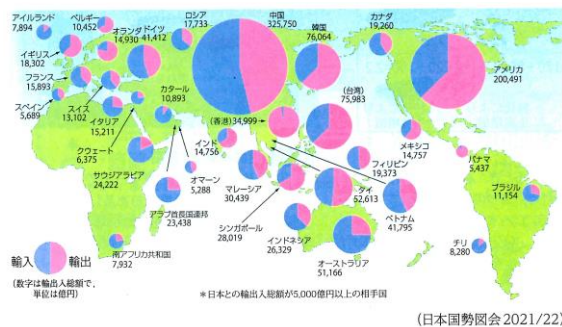 アイルランド
7,894
ベルギー
10,452
オランダ
14,930
ドイツ
41,412
ロシア
17,733
中国
325,750
韓国
76,064
カナダ
19,260
アメリカ
200,491
イギリス
18,302
フランス
15,893
スペイン
5,689
スイス
13,102
イタリア
15,211
クウェート
6,375
サウジアラビア
24,222
カタール
10,893
(香港)34,999
(台湾)
75,983
インド
14,756
オマーン
5,288
アラブ首長国連邦
23,438
マレーシア
30,439
シンガポール
28,019
インドネシア
26,329
フィリピン
19,373
タイ
52,613
ベトナム
41,795
オーストラリア
51,166
メキシコ
14,757
パナマ
5,437
ブラジル
11,154
チリ
8,280
南アフリカ共和国
7,932
輸入 輸出
(数字は輸出入総額で、
単位は億円)
*日本との輸出入総額が5,000億円以上の相手国
(日本国勢図会2021/22)